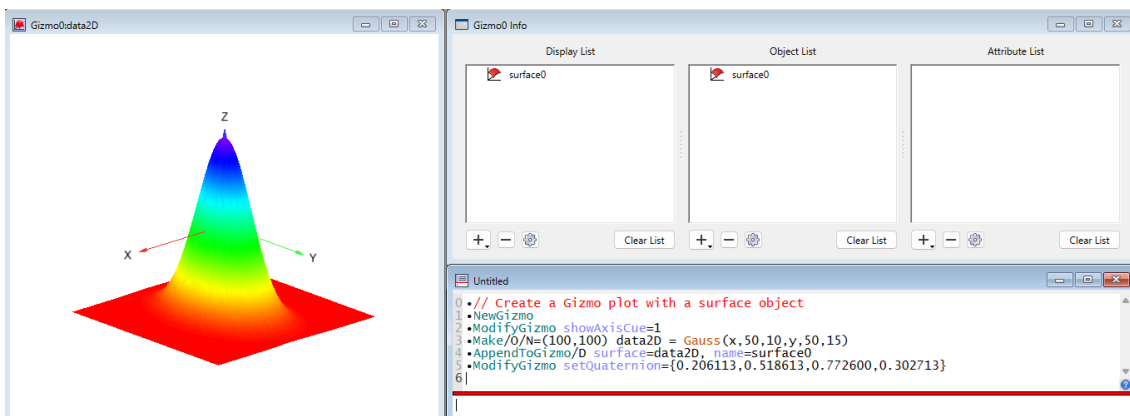 Gizmo0:data2D
Z
X
Y
Gizmo0 Info
Display List
Object List
Attribute List
surface0
surface0
Clear List
Clear List
Clear List
Untitled
0 •// Create a Gizmo plot with a surface object
1 •NewGizmo
2 •ModifyGizmo showAxisCue=1
3 •Make/O/N=(100,100) data2D = Gauss(x,50,10,y,50,15)
4 •AppendToGizmo/D surface=data2D, name=surface0
5 •ModifyGizmo setQuaternion={0.206113,0.518613,0.772600,0.302713}
6